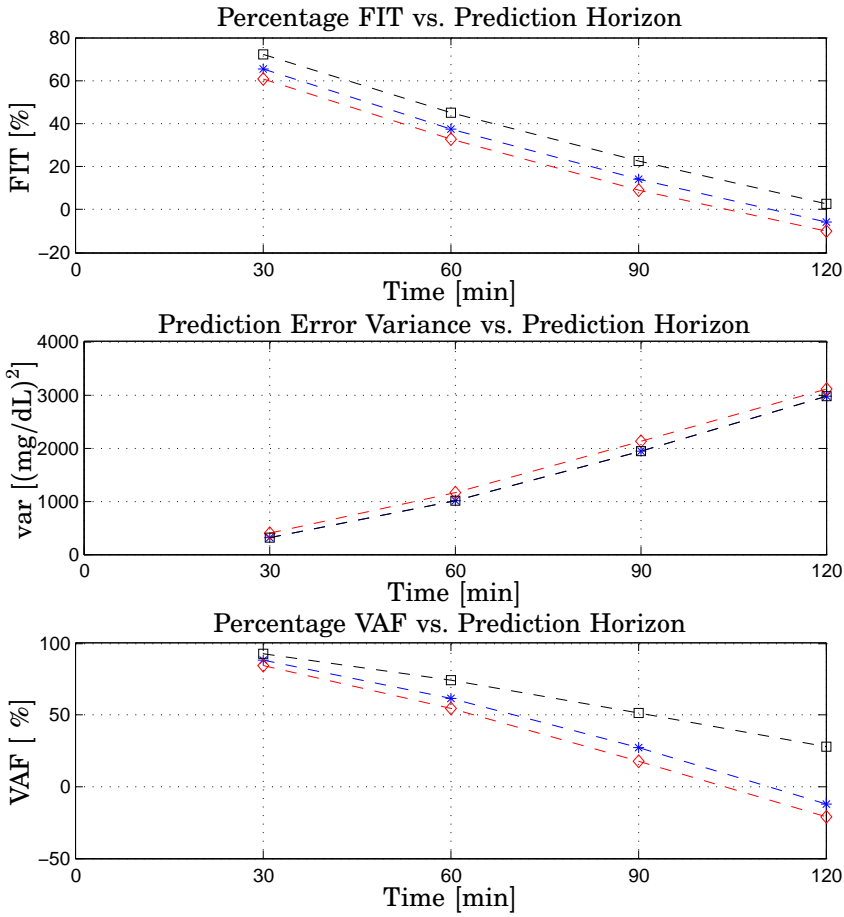 Percentage FIT vs. Prediction Horizon
FIT [%]
80
60
40
20
0
−20
0 30 60 90 120
Time [min]
Prediction Error Variance vs. Prediction Horizon
var [(mg/dL)²]
4000
3000
2000
1000
0
0 30 60 90 120
Time [min]
Percentage VAF vs. Prediction Horizon
VAF [ %]
100
50
0
−50
0 30 60 90 120
Time [min]